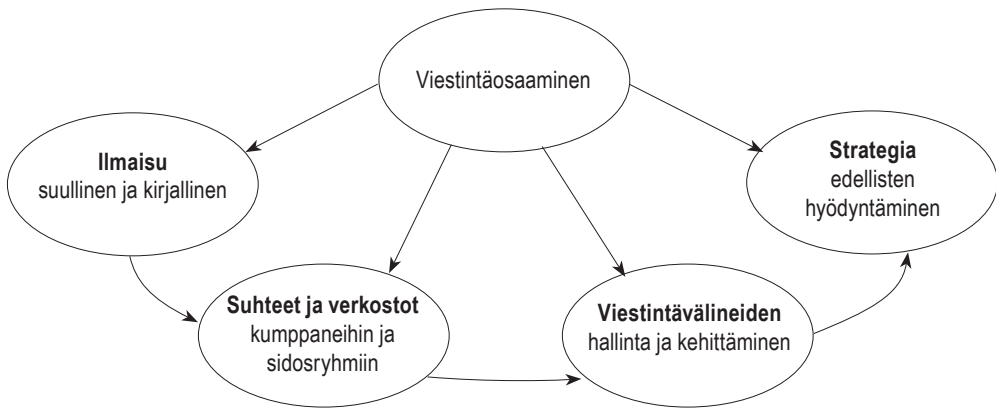 Viestintäosaaminen
Ilmaisu
suullinen ja kirjallinen
Suhteet ja verkostot
kumppaneihin ja
sidosryhmiin
Viestintävälineiden
hallinta ja kehittäminen
Strategia
edellisten
hyödyntäminen